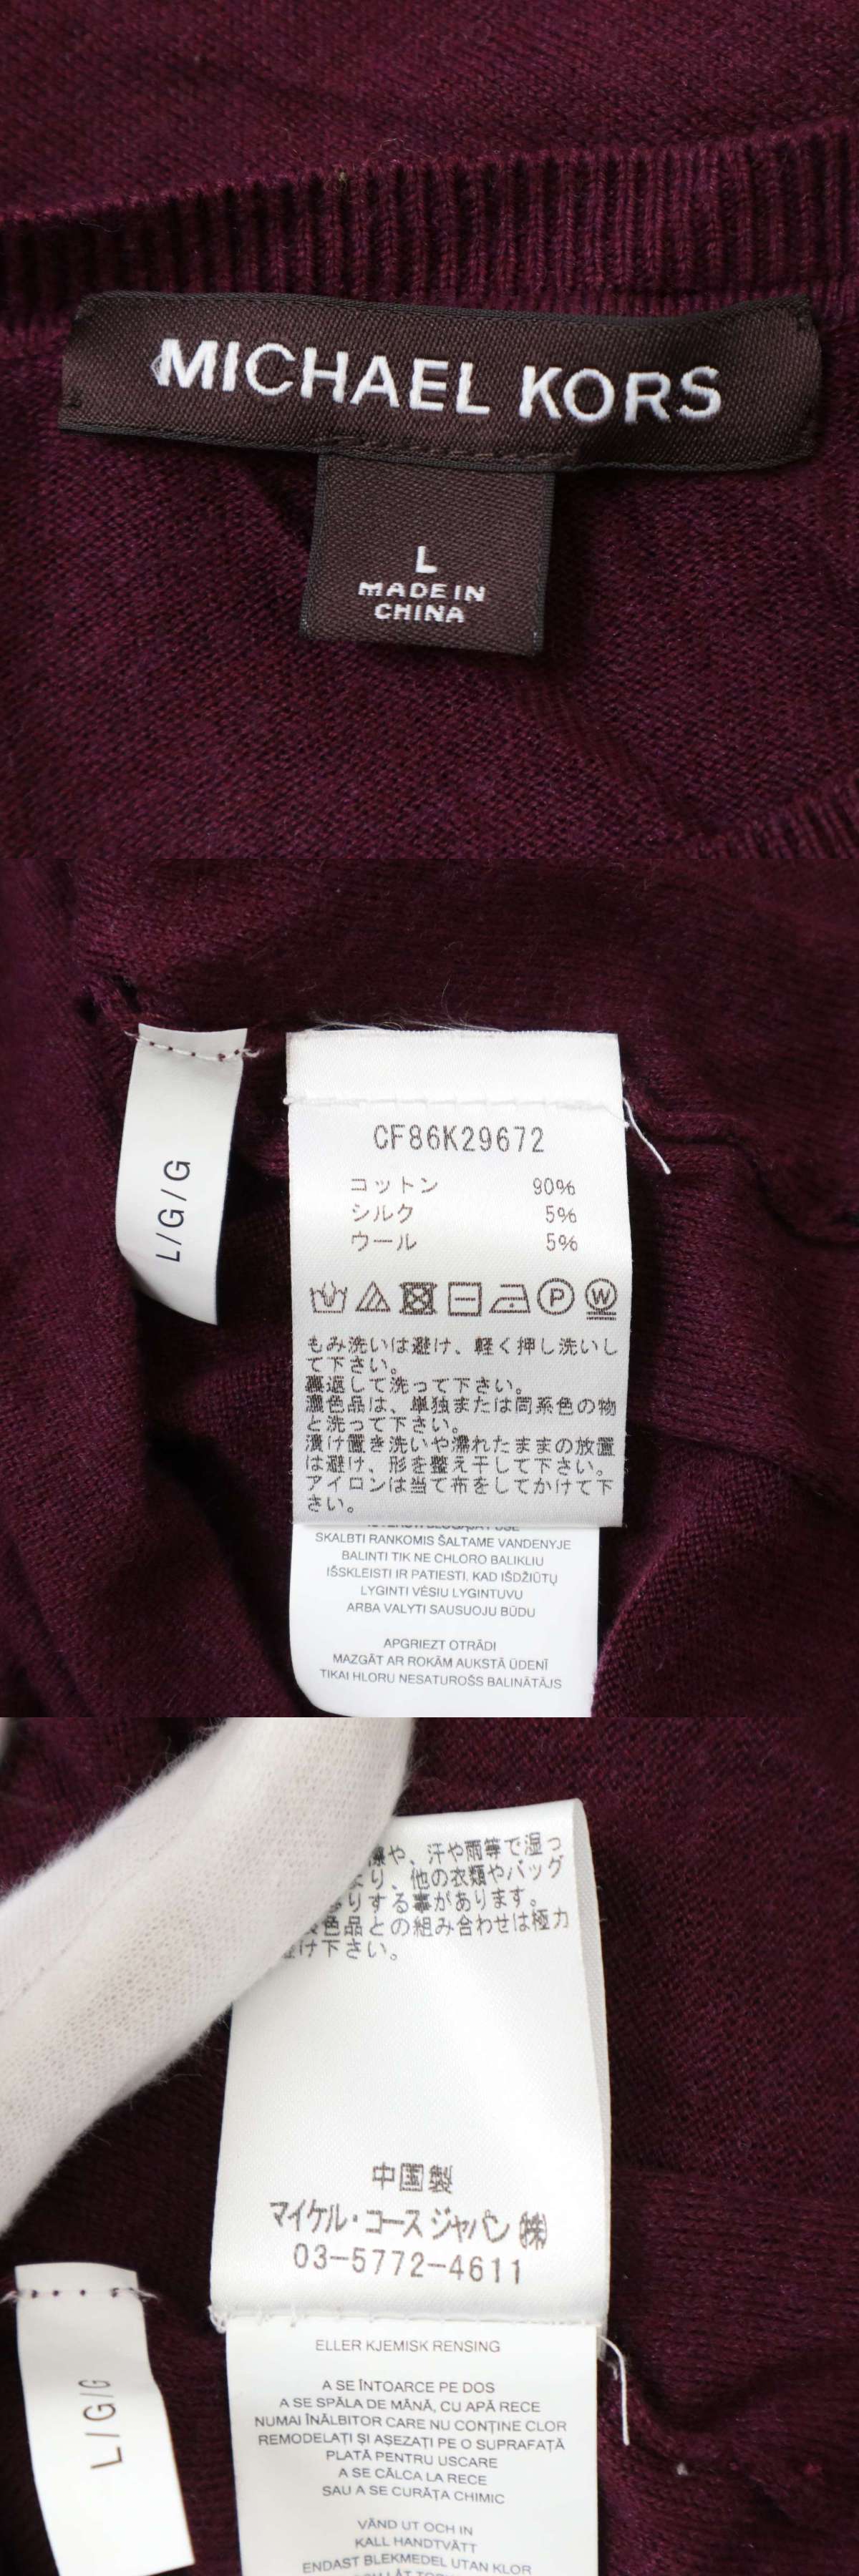 MICHAEL KORS
L
MADE IN
CHINA
L/G/G
CF86K29672
コットン 90%
シルク 5%
ウール 5%
P W
もみ洗いは避け、軽く押し洗いし
て下さい。
裏返して洗って下さい。
濃色品は、単独または同系色の物
と洗って下さい。
漬け置き洗いや濡れたままの放置
は避け、形を整え干して下さい。
アイロンは当て布をしてかけて下
さい。
SKALBTI RANKOMIS ŠALTAME VANDENYJE
BALINTI TIK NE CHLORO BALIKLIU
IŠSKLEISTI IR PATIESTI, KAD IŠDŽIŪTŲ
LYGINTI VĖSIU LYGINTUVU
ARBA VALYTI SAUSUOJU BŪDU
APGRIEZT OTRĀDI
MAZGĀT AR ROKĀM AUKSTĀ ŪDENĪ
TIKAI HLORU NESATUROŠS BALINĀTĀJS
や、汗や雨等で湿っ
り、他の衣類やバッグ
りする事があります。
色品との組み合わせは極力
け下さい。
中国製
マイケル・コース ジャパン ㈱
03-5772-4611
L/G/G
ELLER KJEMISK RENSING
A SE ÎNTOARCE PE DOS
A SE SPĂLA DE MÂNĂ, CU APĂ RECE
NUMAI ÎNĂLBITOR CARE NU CONŢINE CLOR
REMODELAŢI ŞI AŞEZAŢI PE O SUPRAFAŢĂ
PLATĂ PENTRU USCARE
A SE CĂLCA LA RECE
SAU A SE CURĂŢA CHIMIC
VÄND UT OCH IN
KALL HANDTVÄTT
ENDAST BLEKMEDEL UTAN KLOR